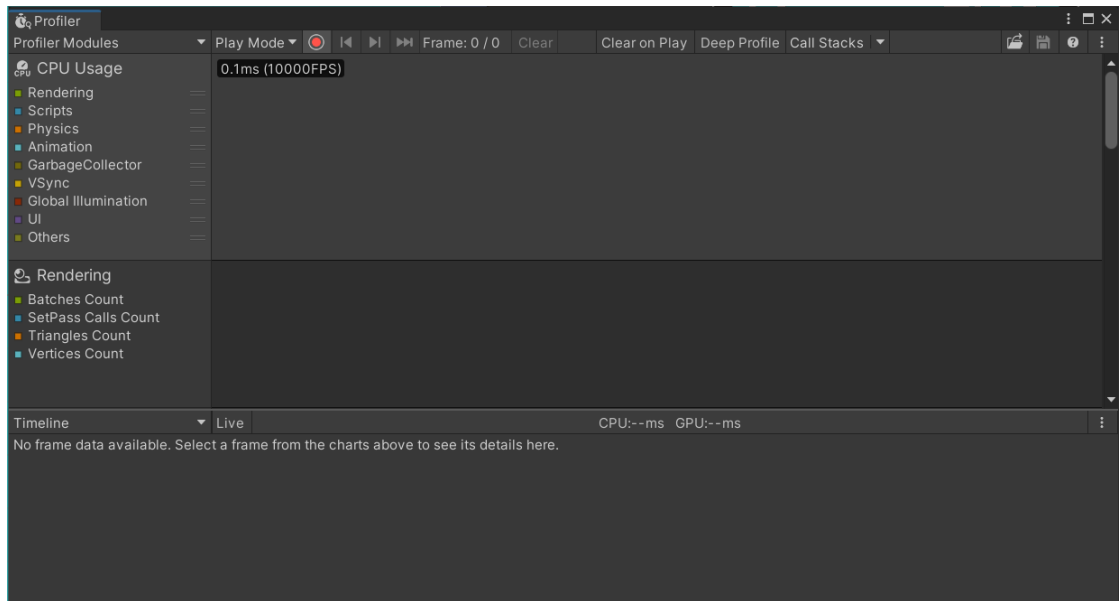 Profiler
Profiler Modules Play Mode Frame: 0 / 0 Clear Clear on Play Deep Profile Call Stacks
CPU CPU Usage 0.1ms (10000FPS)
Rendering
Scripts
Physics
Animation
GarbageCollector
VSync
Global Illumination
UI
Others
Rendering
Batches Count
SetPass Calls Count
Triangles Count
Vertices Count
Timeline Live CPU:--ms GPU:--ms
No frame data available. Select a frame from the charts above to see its details here.